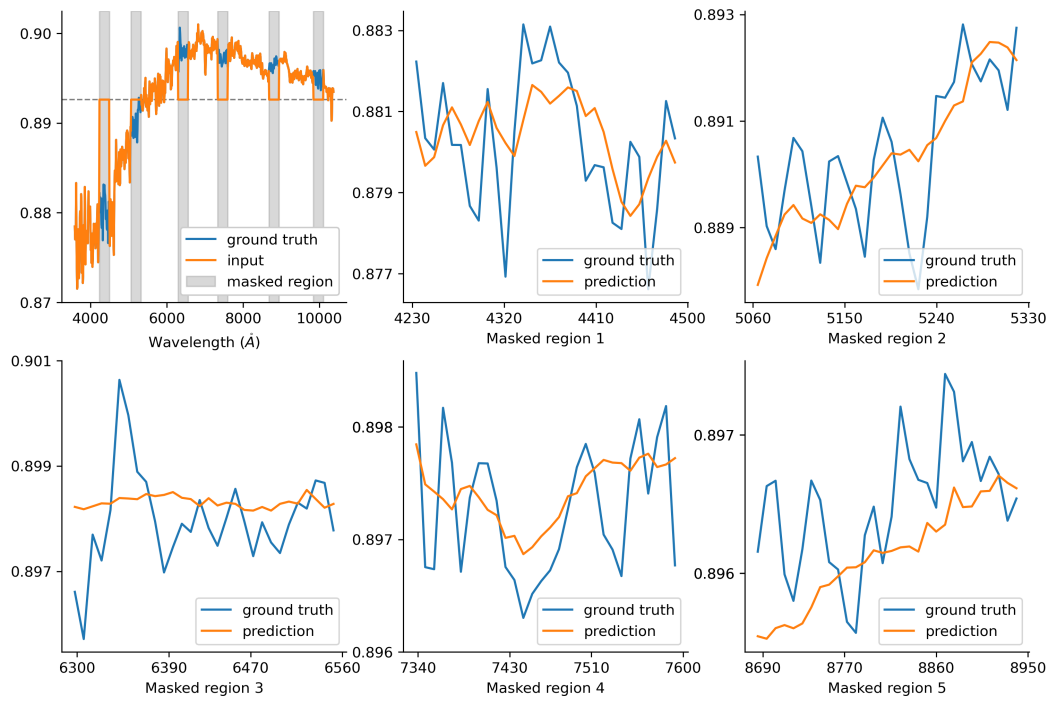 0.90
0.89
0.88
0.87
4000 6000 8000 10000
Wavelength (Å)
ground truth
input
masked region
0.883
0.881
0.879
0.877
4230 4320 4410 4500
Masked region 1
ground truth
prediction
0.893
0.891
0.889
5060 5150 5240 5330
Masked region 2
ground truth
prediction
0.901
0.899
0.897
6300 6390 6470 6560
Masked region 3
ground truth
prediction
0.898
0.897
0.896
7340 7430 7510 7600
Masked region 4
ground truth
prediction
0.897
0.896
8690 8770 8860 8950
Masked region 5
ground truth
prediction